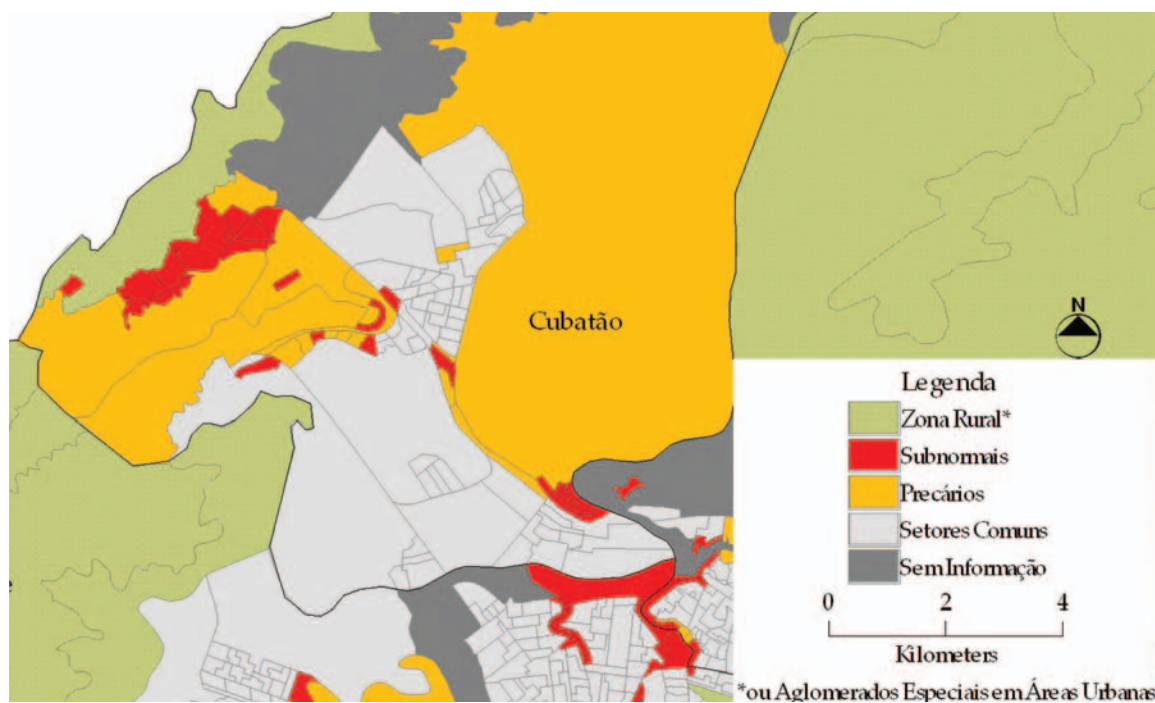 Cubatão
N
Legenda
Zona Rural*
Subnormais
Precários
Setores Comuns
Sem Informação
0 2 4
Kilometers
*ou Aglomerados Especiais em Áreas Urbanas